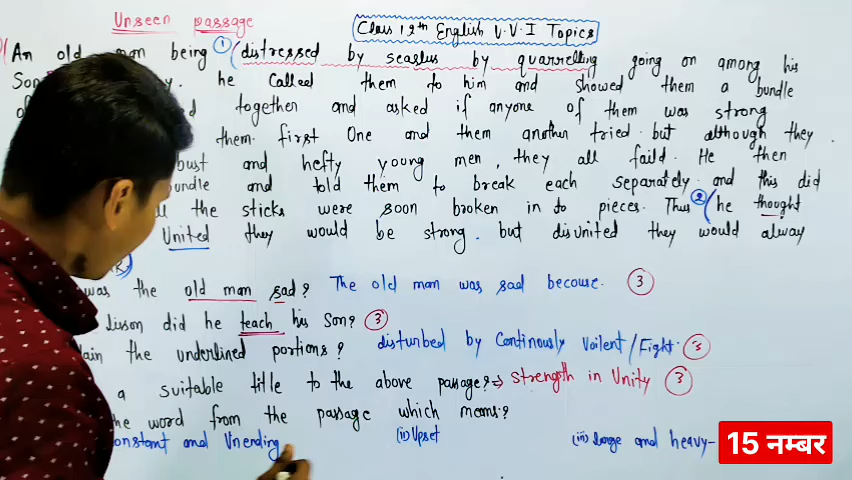 Unseen passage
Class 12th English V.V.I Topics
An old man being ① (distressed by seaslus by quarrelling going on among his
Son y. he called them to him and showed them a bundle
of d together and asked if anyone of them was strong
them. first One and them another tried but although they
bust and hefty young men, they all faild. He then
bundle and told them to break each separately and this did
ll the sticks were soon broken in to pieces. Thus ② (he thought
United they would be strong. but disunited they would alway
was the old man sad? The old man was sad becouse. ③
lisson did he teach his Son? ③
lain the underlined portions? disturbed by Continously Voilent/Fight. ③
a suitable title to the above passage? → Strength in Unity ③
the word from the passage which means?
onstant and Unending (ii) Upset (iii) large and heavy-
15 नम्बर